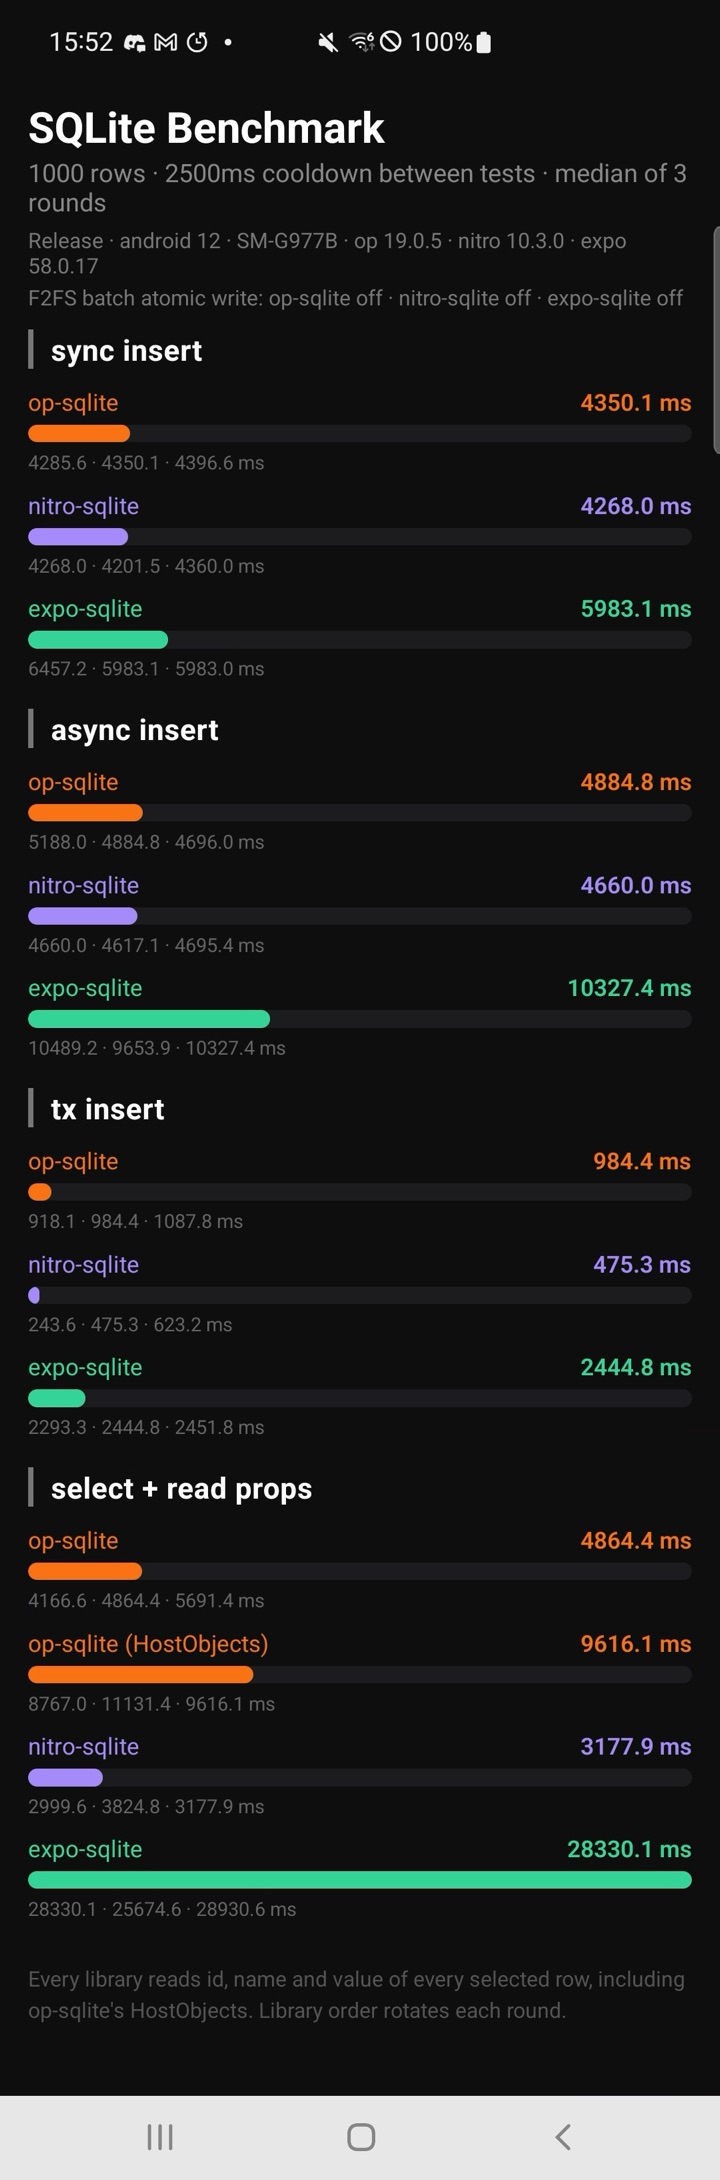 15:52
100%
SQLite Benchmark
1000 rows · 2500ms cooldown between tests · median of 3
rounds
Release · android 12 · SM-G977B · op 19.0.5 · nitro 10.3.0 · expo
58.0.17
F2FS batch atomic write: op-sqlite off · nitro-sqlite off · expo-sqlite off
sync insert
op-sqlite 4350.1 ms
4285.6 · 4350.1 · 4396.6 ms
nitro-sqlite 4268.0 ms
4268.0 · 4201.5 · 4360.0 ms
expo-sqlite 5983.1 ms
6457.2 · 5983.1 · 5983.0 ms
async insert
op-sqlite 4884.8 ms
5188.0 · 4884.8 · 4696.0 ms
nitro-sqlite 4660.0 ms
4660.0 · 4617.1 · 4695.4 ms
expo-sqlite 10327.4 ms
10489.2 · 9653.9 · 10327.4 ms
tx insert
op-sqlite 984.4 ms
918.1 · 984.4 · 1087.8 ms
nitro-sqlite 475.3 ms
243.6 · 475.3 · 623.2 ms
expo-sqlite 2444.8 ms
2293.3 · 2444.8 · 2451.8 ms
select + read props
op-sqlite 4864.4 ms
4166.6 · 4864.4 · 5691.4 ms
op-sqlite (HostObjects) 9616.1 ms
8767.0 · 11131.4 · 9616.1 ms
nitro-sqlite 3177.9 ms
2999.6 · 3824.8 · 3177.9 ms
expo-sqlite 28330.1 ms
28330.1 · 25674.6 · 28930.6 ms
Every library reads id, name and value of every selected row, including
op-sqlite's HostObjects. Library order rotates each round.